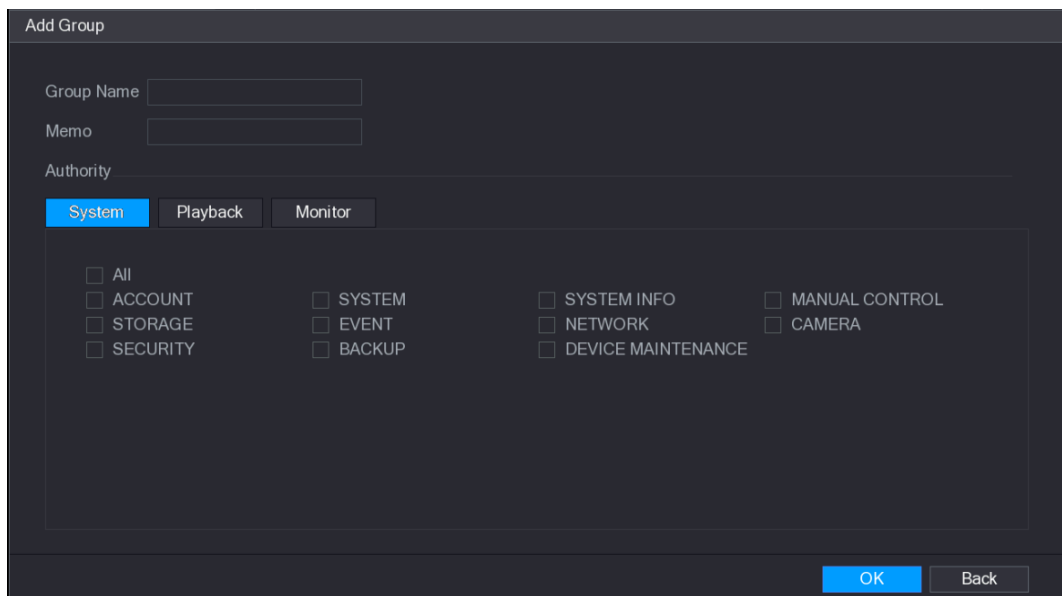 Add Group
Group Name
Memo
Authority
System Playback Monitor
All
ACCOUNT SYSTEM SYSTEM INFO MANUAL CONTROL
STORAGE EVENT NETWORK CAMERA
SECURITY BACKUP DEVICE MAINTENANCE
OK Back